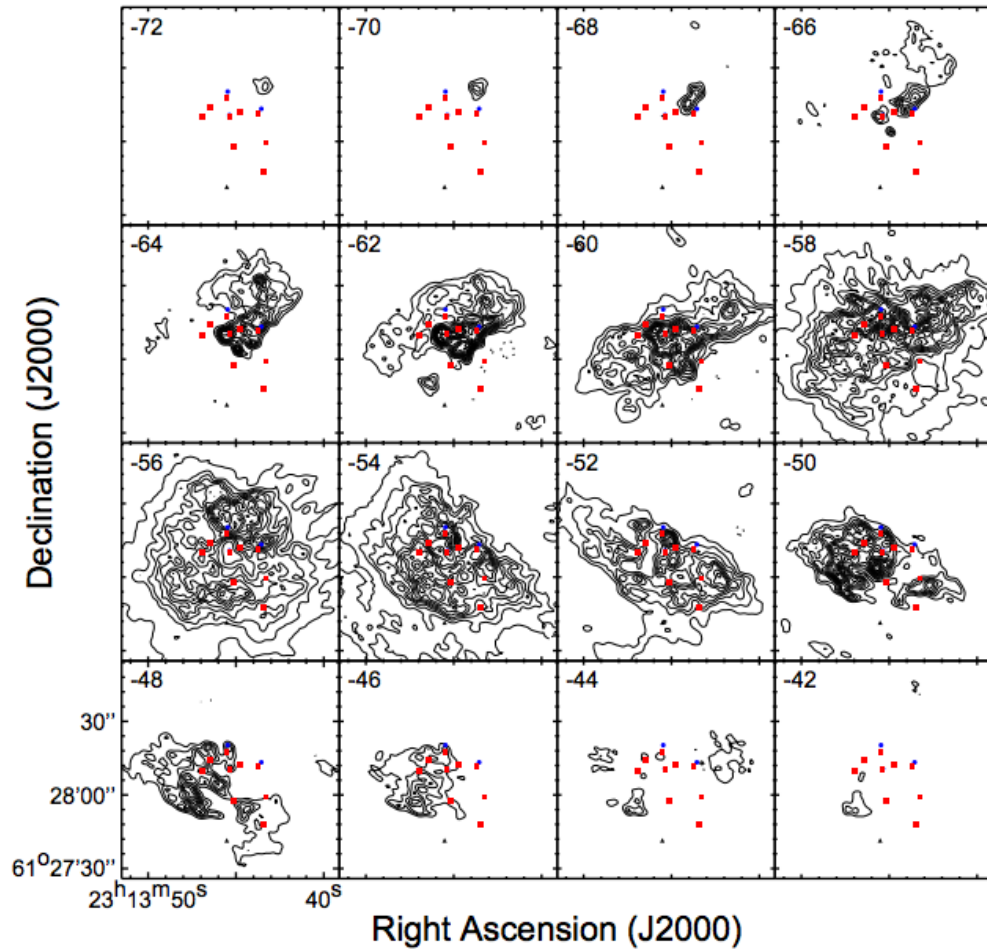 -72 -70 -68 -66
-64 -62 -60 -58
-56 -54 -52 -50
-48 -46 -44 -42
Declination (J2000)
30''
28'00''
61°27'30''
23ʰ13ᵐ50ˢ 40ˢ
Right Ascension (J2000)